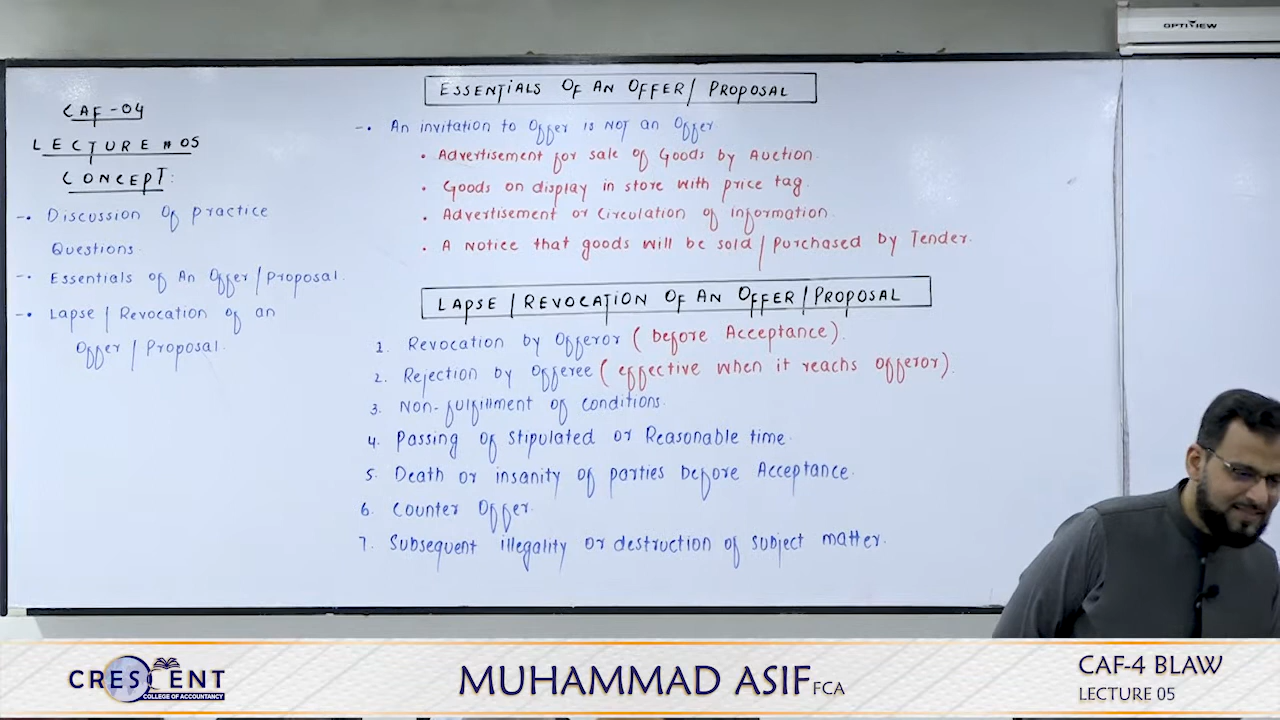 OPTIVIEW
CAF-04
LECTURE # 05
CONCEPT:
-• Discussion of practice
Questions.
-• Essentials of An Offer/Proposal.
-• Lapse/Revocation of an
Offer/Proposal.
ESSENTIALS OF AN OFFER/PROPOSAL
-• An invitation to Offer is NOT an Offer
• Advertisement for sale of Goods by Auction.
• Goods on display in store with price tag.
• Advertisement or Circulation of information.
• A Notice that goods will be sold/purchased by Tender.
LAPSE/REVOCATION OF AN OFFER/PROPOSAL
1. Revocation by Offeror (before Acceptance).
2. Rejection by Offeree (effective when it reachs offeror).
3. Non-fulfillment of conditions.
4. Passing of stipulated or Reasonable time.
5. Death or insanity of parties before Acceptance.
6. Counter Offer.
7. Subsequent illegality or destruction of subject matter.
CRESCENT
COLLEGE OF ACCOUNTANCY
MUHAMMAD ASIF FCA
CAF-4 BLAW
LECTURE 05